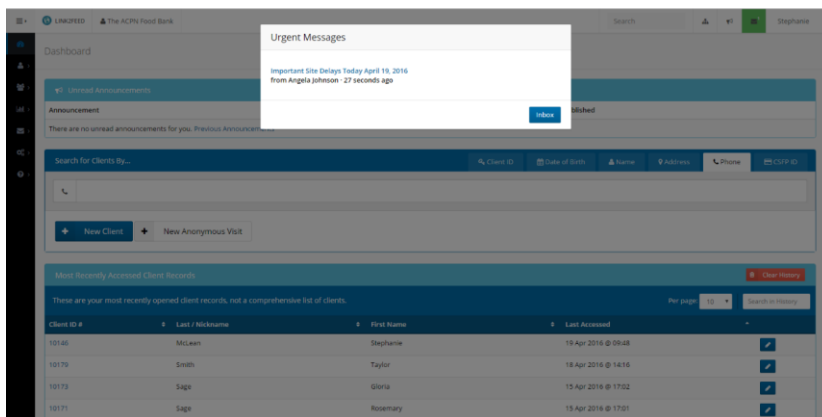 LINK2FEED The ACPN Food Bank Search Stephanie
Dashboard
Urgent Messages
Important Site Delays Today April 19, 2016
from Angela Johnson - 27 seconds ago
Inbox
Unread Announcements
Announcement blished
There are no unread announcements for you. Previous Announcements
Search for Clients By... Client ID Date of Birth Name Address Phone CSFP ID
New Client New Anonymous Visit
Most Recently Accessed Client Records Clear History
These are your most recently opened client records, not a comprehensive list of clients. Per page: 10 Search in History
Client ID # Last / Nickname First Name Last Accessed
10146 McLean Stephanie 19 Apr 2016 @ 09:48
10179 Smith Taylor 18 Apr 2016 @ 14:16
10173 Sage Gloria 15 Apr 2016 @ 17:02
10171 Sage Rosemary 15 Apr 2016 @ 17:01